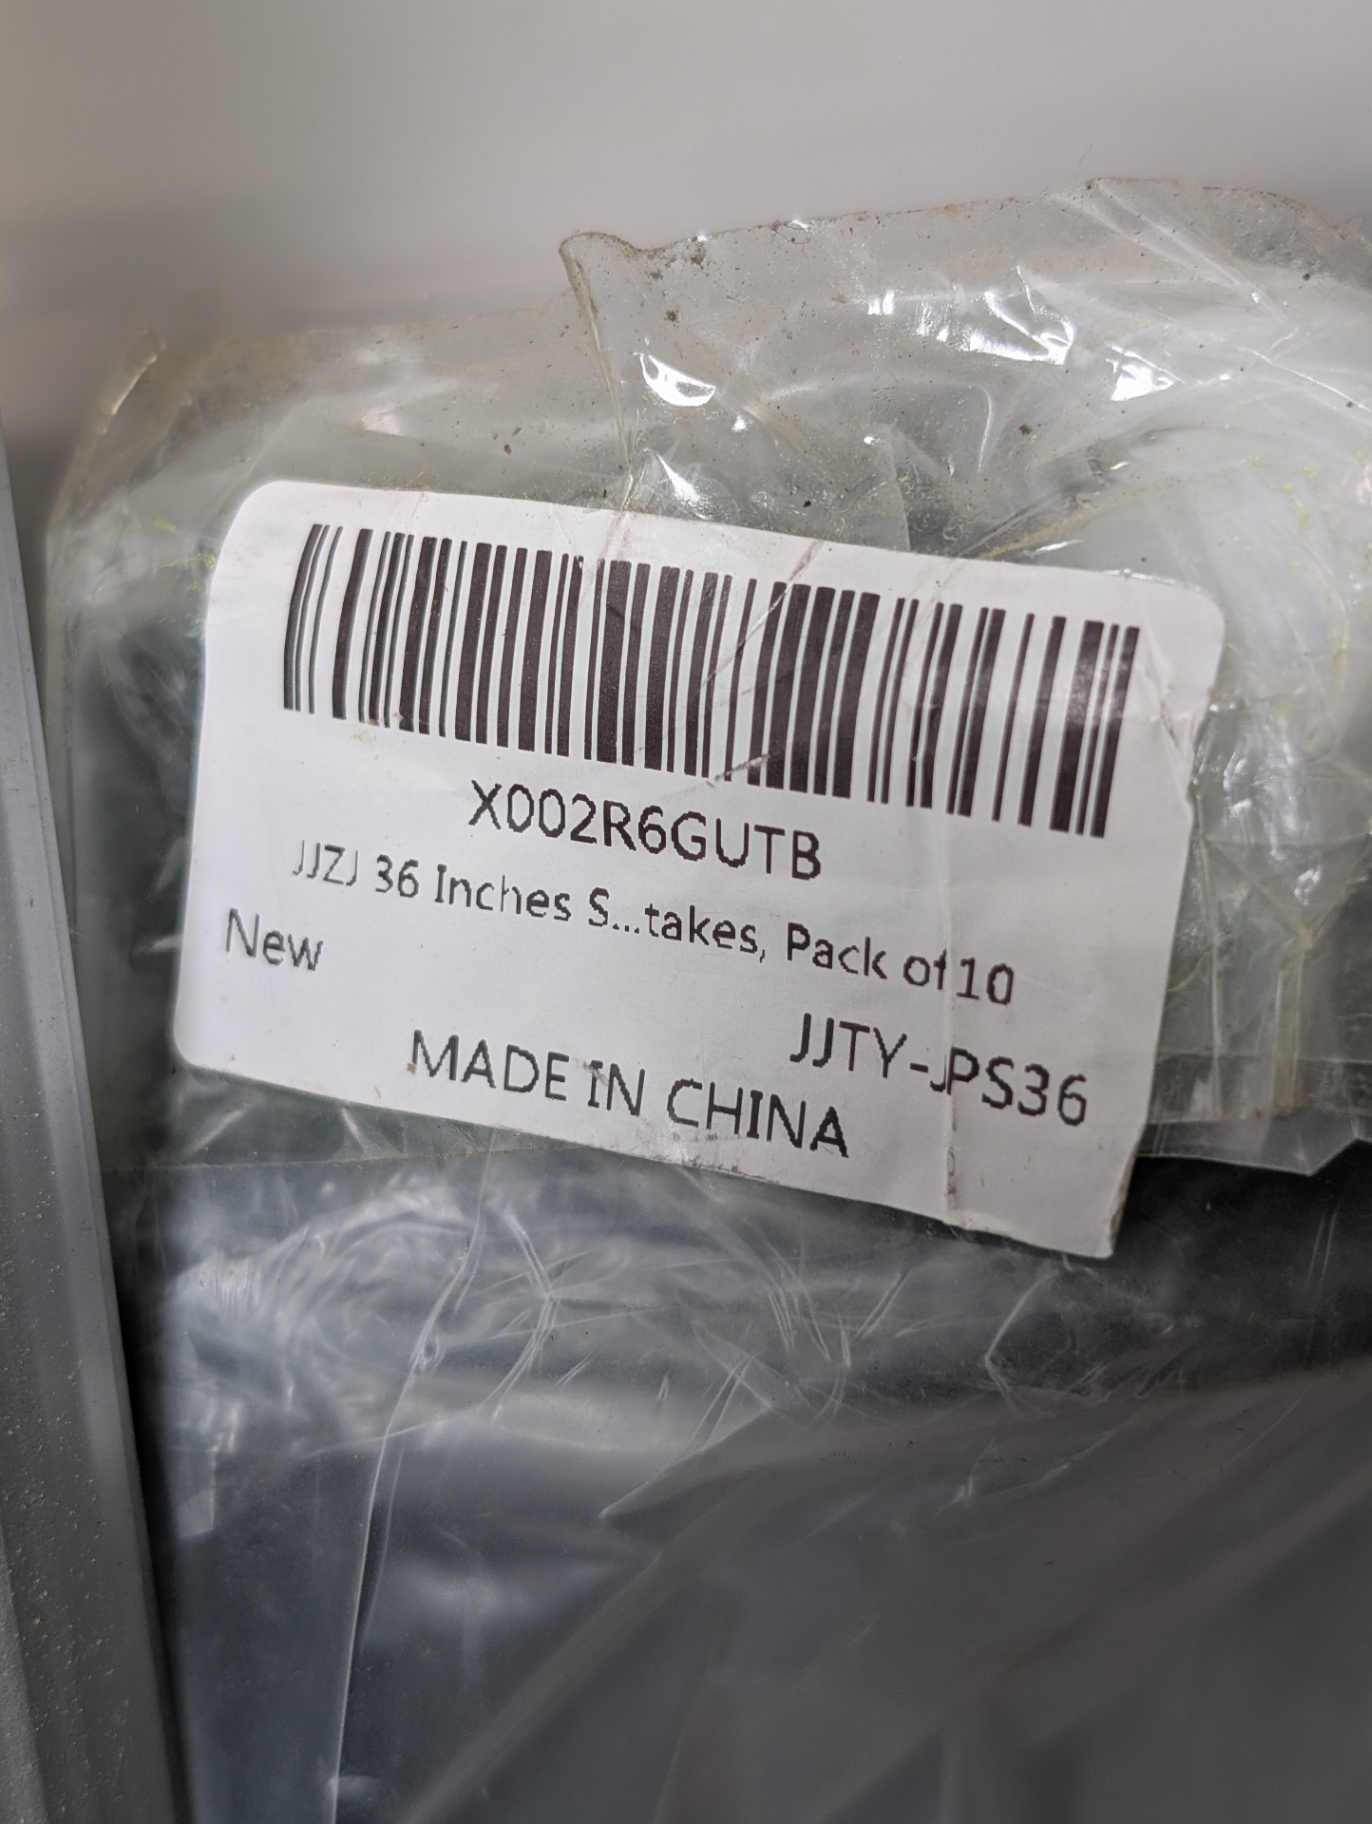 X002R6GUTB
JJZJ 36 Inches S...takes, Pack of 10
New
JJTY-JPS36
MADE IN CHINA